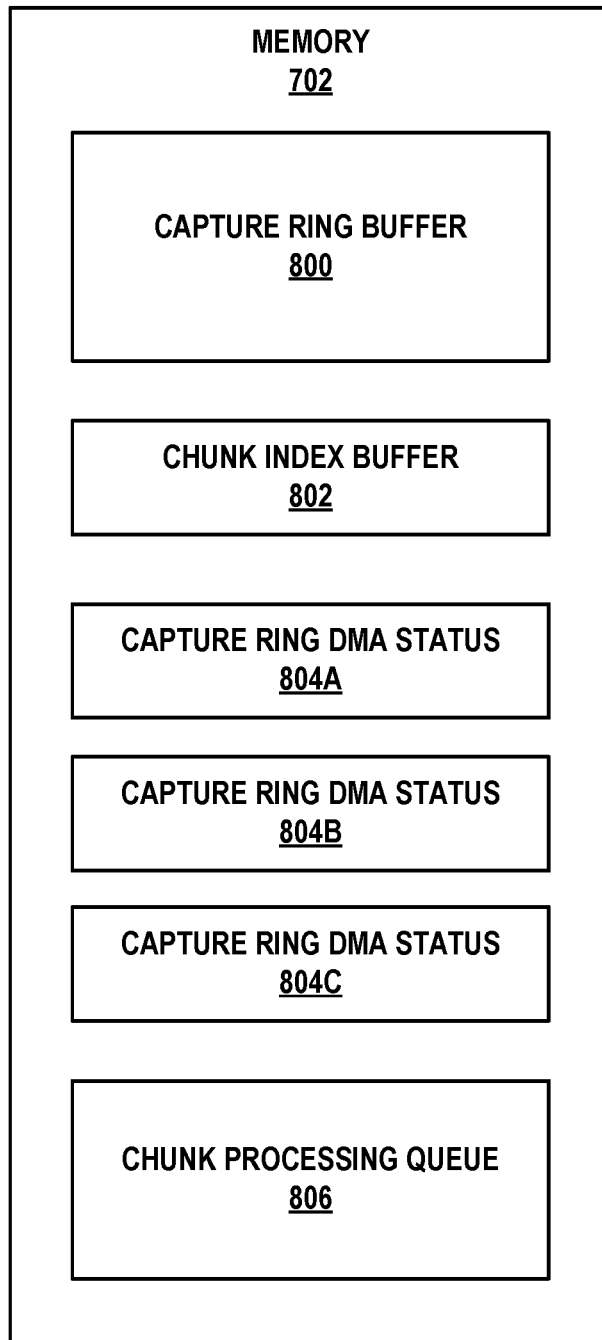 MEMORY
702
CAPTURE RING BUFFER
800
CHUNK INDEX BUFFER
802
CAPTURE RING DMA STATUS
804A
CAPTURE RING DMA STATUS
804B
CAPTURE RING DMA STATUS
804C
CHUNK PROCESSING QUEUE
806